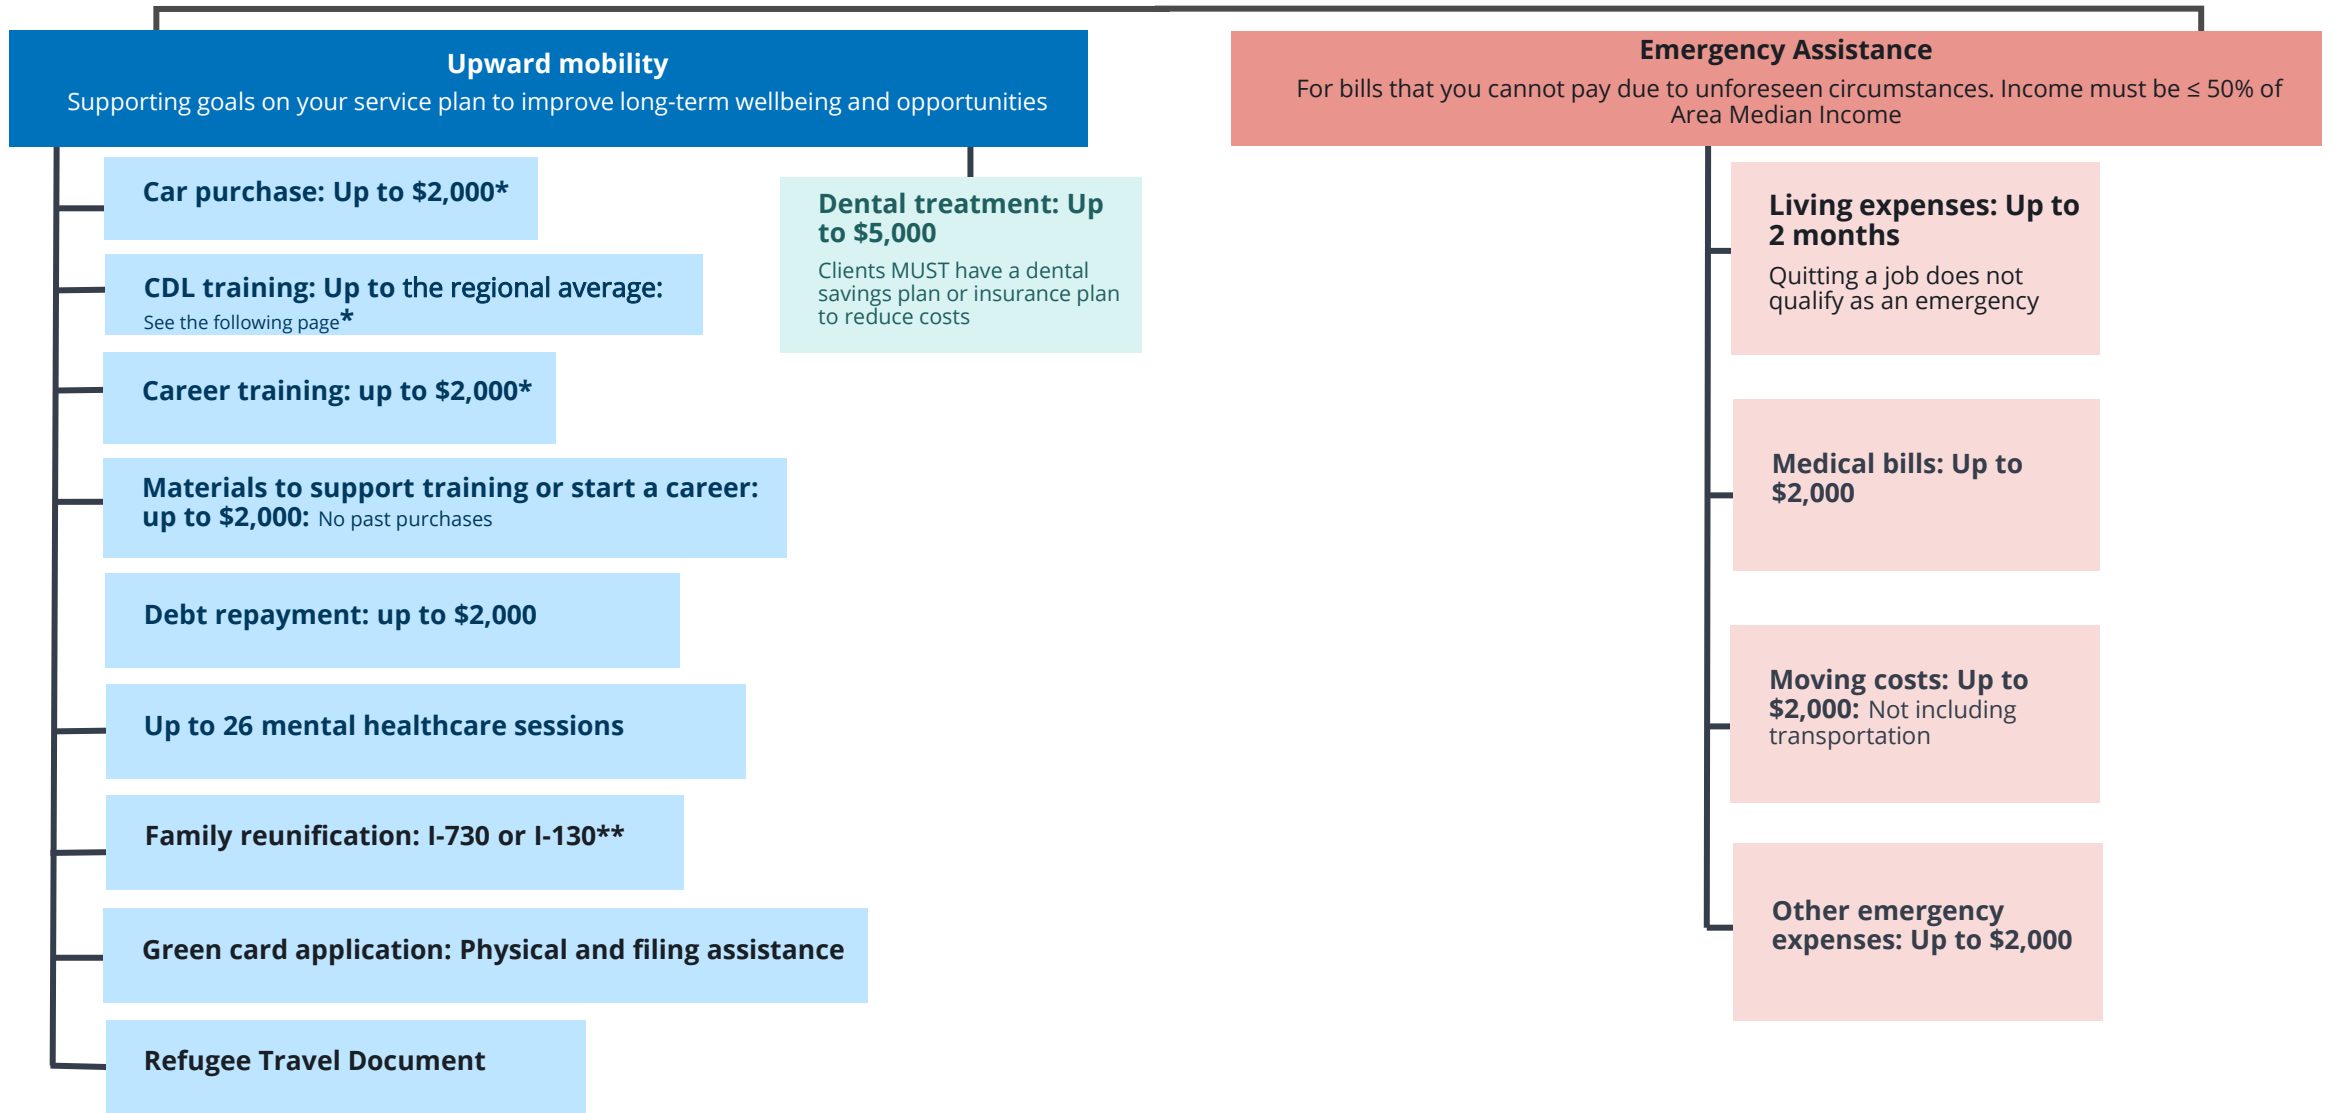 Upward mobility
Supporting goals on your service plan to improve long-term wellbeing and opportunities
Car purchase: Up to $2,000*
CDL training: Up to the regional average:
See the following page*
Career training: up to $2,000*
Materials to support training or start a career:
up to $2,000: No past purchases
Debt repayment: up to $2,000
Up to 26 mental healthcare sessions
Family reunification: I-730 or I-130**
Green card application: Physical and filing assistance
Refugee Travel Document
Dental treatment: Up
to $5,000
Clients MUST have a dental
savings plan or insurance plan
to reduce costs
Emergency Assistance
For bills that you cannot pay due to unforeseen circumstances. Income must be ≤ 50% of
Area Median Income
Living expenses: Up to
2 months
Quitting a job does not
qualify as an emergency
Medical bills: Up to
$2,000
Moving costs: Up to
$2,000: Not including
transportation
Other emergency
expenses: Up to $2,000